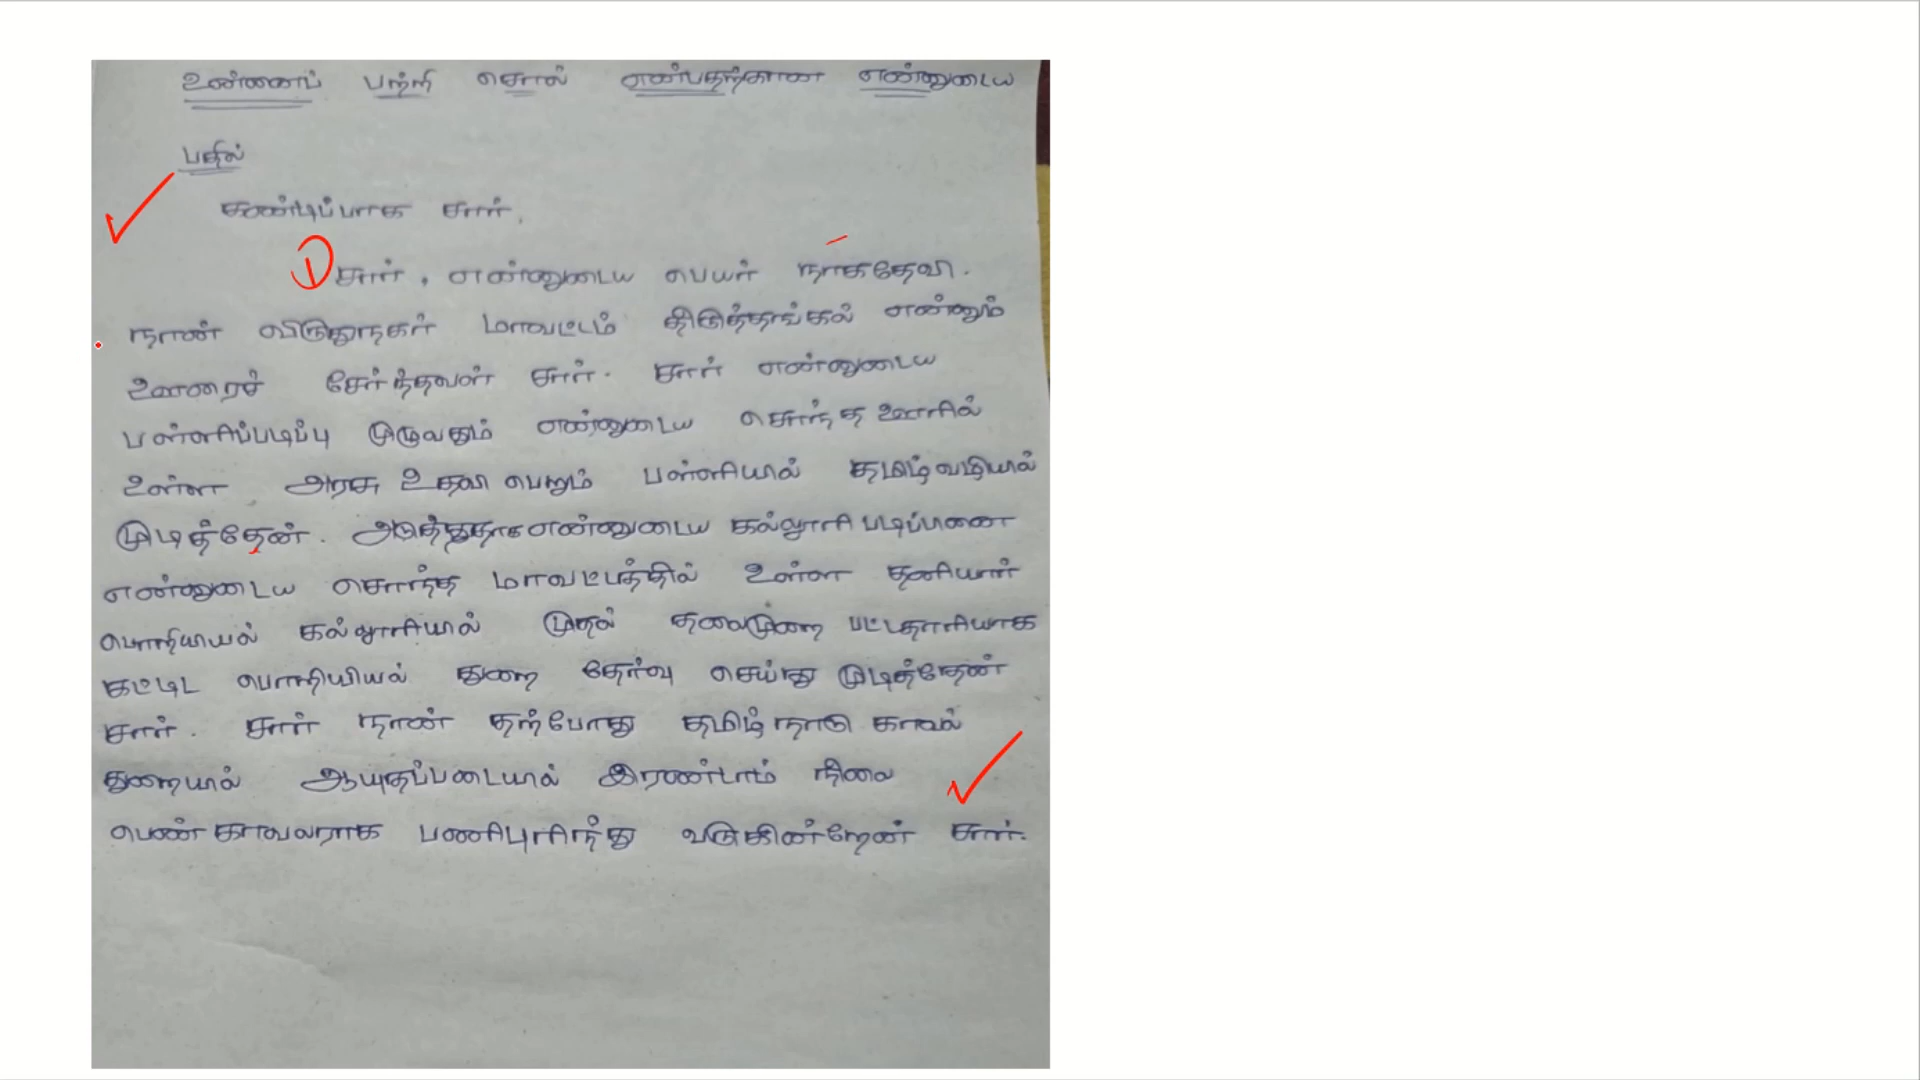 உன்னைப் பற்றி சொல் என்பதற்கான என்னுடைய
பதில்
கண்டிப்பாக சார்.
① சார், என்னுடைய பெயர் நாகதேவி.
நான் விருதுநகர் மாவட்டம் திருத்தங்கல் என்னும்
ஊரைச் சேர்ந்தவள் சார். சார் என்னுடைய
பள்ளிப்படிப்பு முழுவதும் என்னுடைய சொந்த ஊரில்
உள்ள அரசு உதவி பெறும் பள்ளியில் தமிழ்வழியில்
முடித்தேன். அடுத்ததாக என்னுடைய கல்லூரி படிப்பினை
என்னுடைய சொந்த மாவட்டத்தில் உள்ள தனியார்
பொறியியல் கல்லூரியில் முதல் தலைமுறை பட்டதாரியாக
கட்டிட பொறியியல் துறை தேர்வு செய்து முடித்தேன்
சார். சார் நான் தற்போது தமிழ் நாடு காவல்
துறையில் ஆயுதப்படையில் இரண்டாம் நிலை
பெண் காவலராக பணிபுரிந்து வருகின்றேன் சார்.